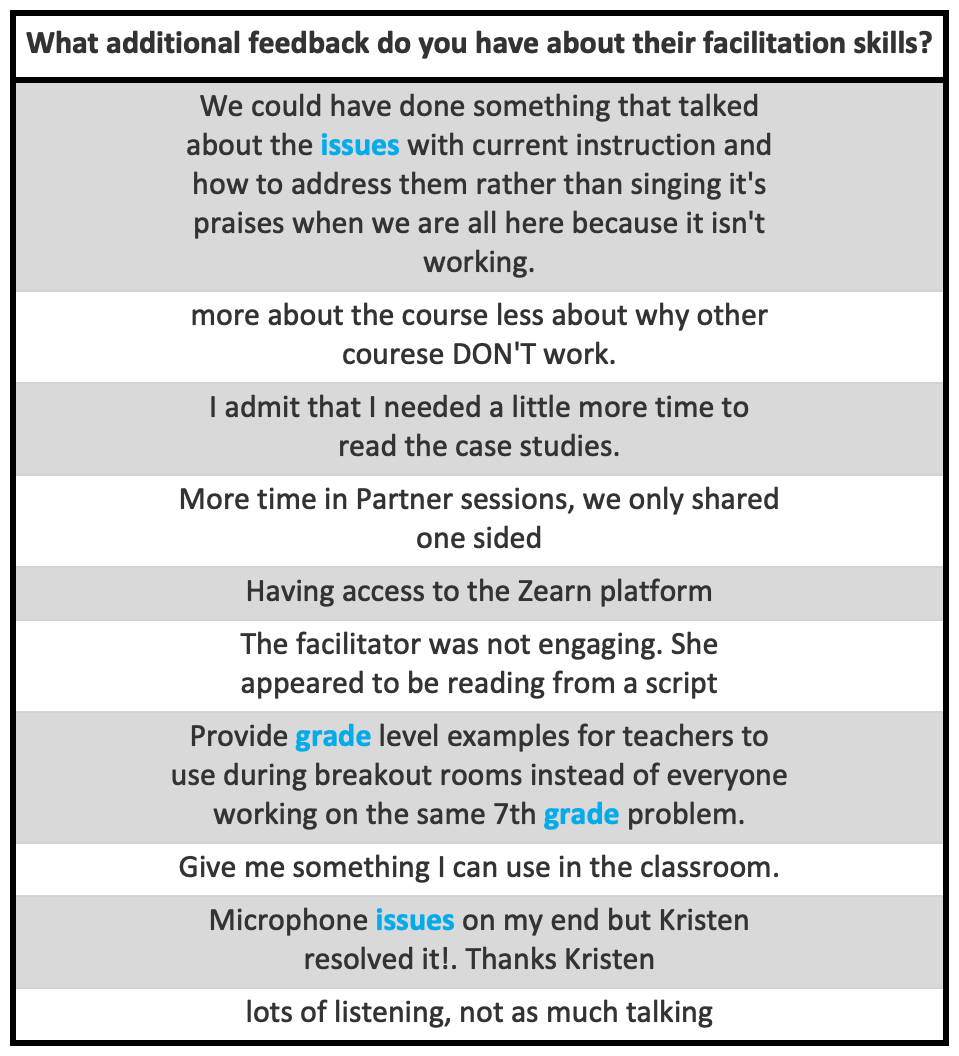 What additional feedback do you have about their facilitation skills?
We could have done something that talked
about the issues with current instruction and
how to address them rather than singing it's
praises when we are all here because it isn't
working.
more about the course less about why other
courese DON'T work.
I admit that I needed a little more time to
read the case studies.
More time in Partner sessions, we only shared
one sided
Having access to the Zearn platform
The facilitator was not engaging. She
appeared to be reading from a script
Provide grade level examples for teachers to
use during breakout rooms instead of everyone
working on the same 7th grade problem.
Give me something I can use in the classroom.
Microphone issues on my end but Kristen
resolved it!. Thanks Kristen
lots of listening, not as much talking